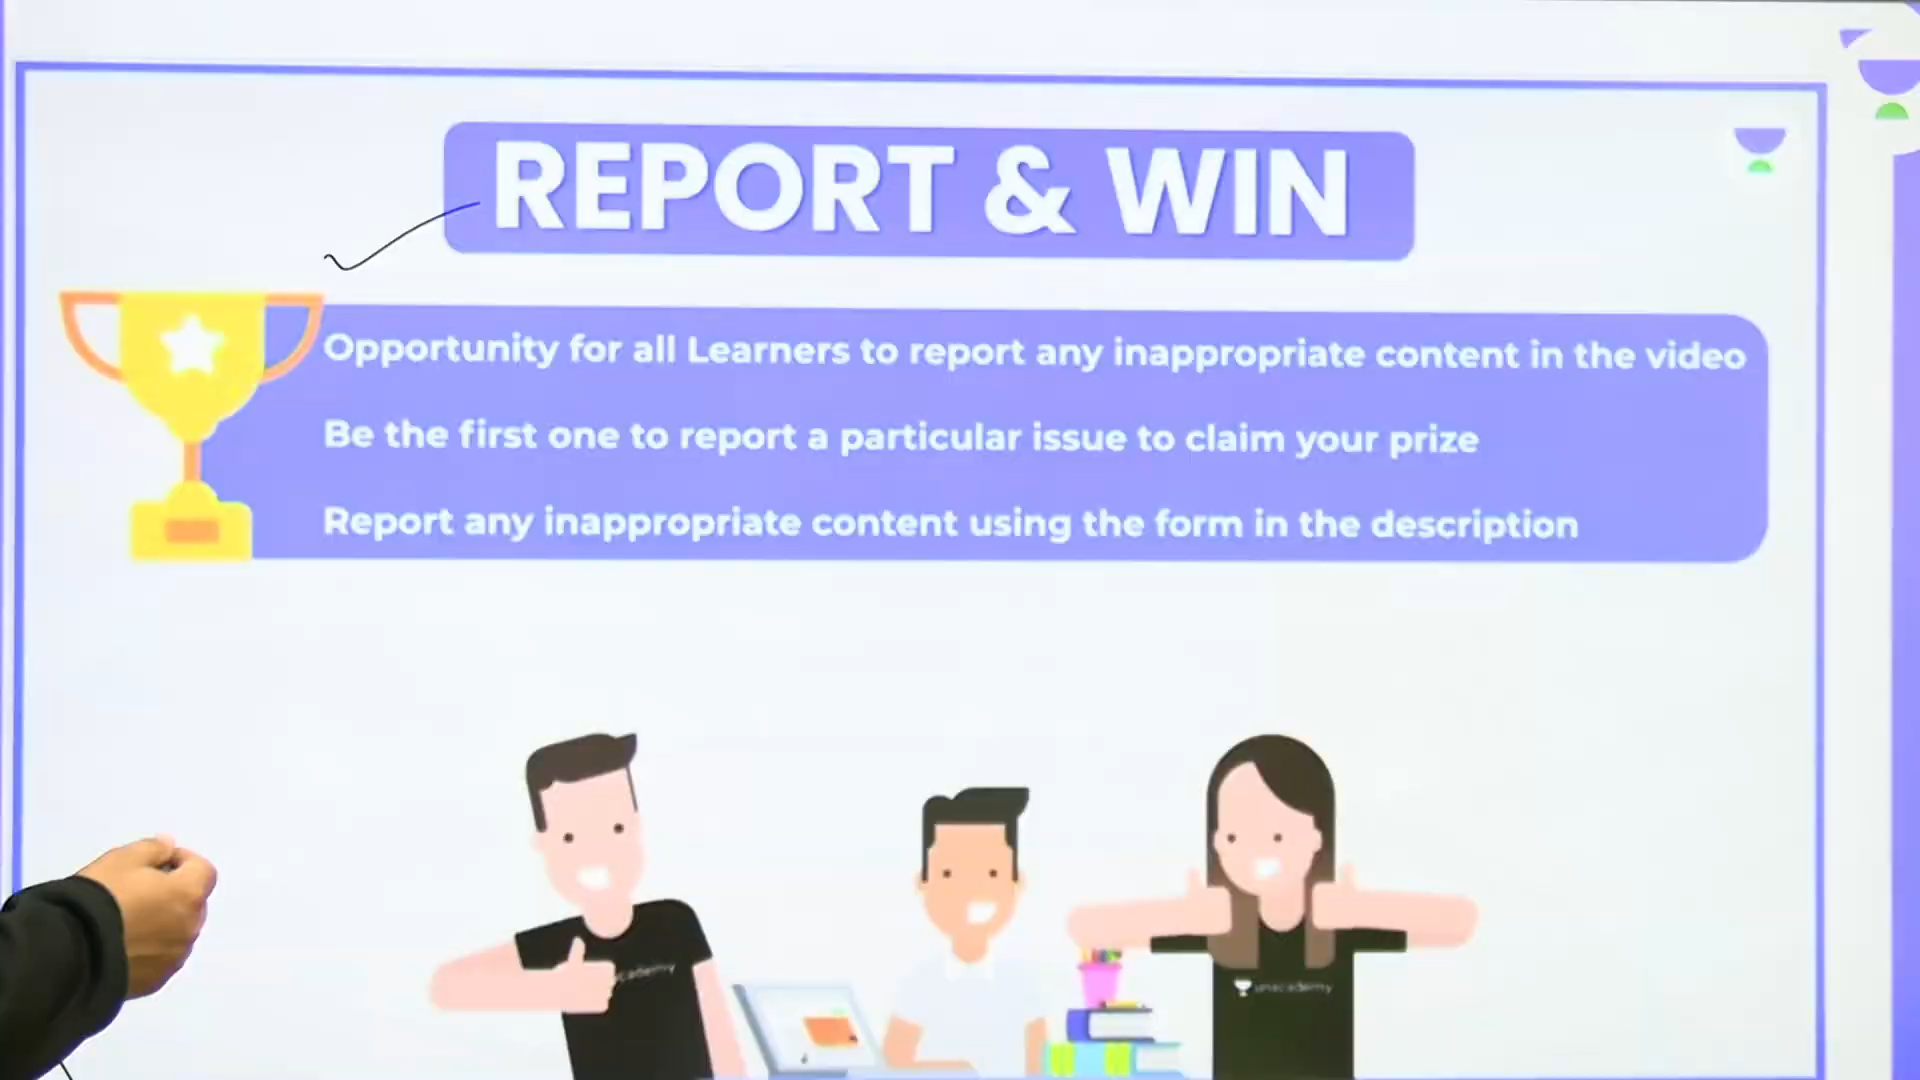 REPORT & WIN
Opportunity for all Learners to report any inappropriate content in the video
Be the first one to report a particular issue to claim your prize
Report any inappropriate content using the form in the description
unacademy